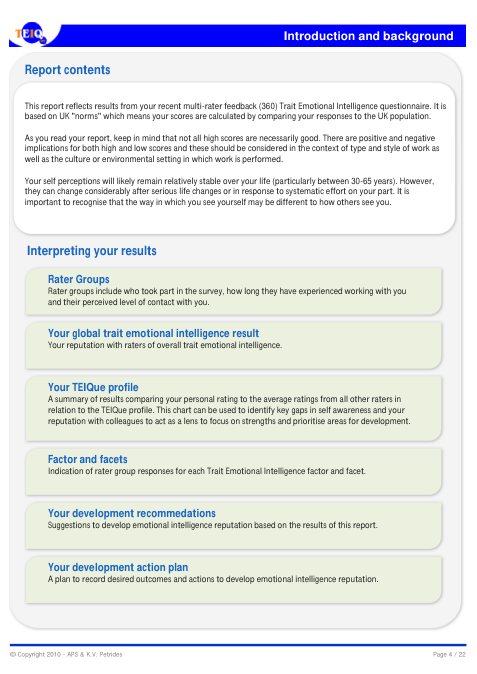 TEIQ
Introduction and background
Report contents
This report reflects results from your recent multi-rater feedback (360) Trait Emotional Intelligence questionnaire. It is
based on UK "norms" which means your scores are calculated by comparing your responses to the UK population.
As you read your report, keep in mind that not all high scores are necessarily good. There are positive and negative
implications for both high and low scores and these should be considered in the context of type and style of work as
well as the culture or environmental setting in which work is performed.
Your self perceptions will likely remain relatively stable over your life (particularly between 30-65 years). However,
they can change considerably after serious life changes or in response to systematic effort on your part. It is
important to recognise that the way in which you see yourself may be different to how others see you.
Interpreting your results
Rater Groups
Rater groups include who took part in the survey, how long they have experienced working with you
and their perceived level of contact with you.
Your global trait emotional intelligence result
Your reputation with raters of overall trait emotional intelligence.
Your TEIQue profile
A summary of results comparing your personal rating to the average ratings from all other raters in
relation to the TEIQue profile. This chart can be used to identify key gaps in self awareness and your
reputation with colleagues to act as a lens to focus on strengths and prioritise areas for development.
Factor and facets
Indication of rater group responses for each Trait Emotional Intelligence factor and facet.
Your development recommedations
Suggestions to develop emotional intelligence reputation based on the results of this report.
Your development action plan
A plan to record desired outcomes and actions to develop emotional intelligence reputation.
© Copyright 2010 - APS & K.V. Petrides
Page 4 / 22